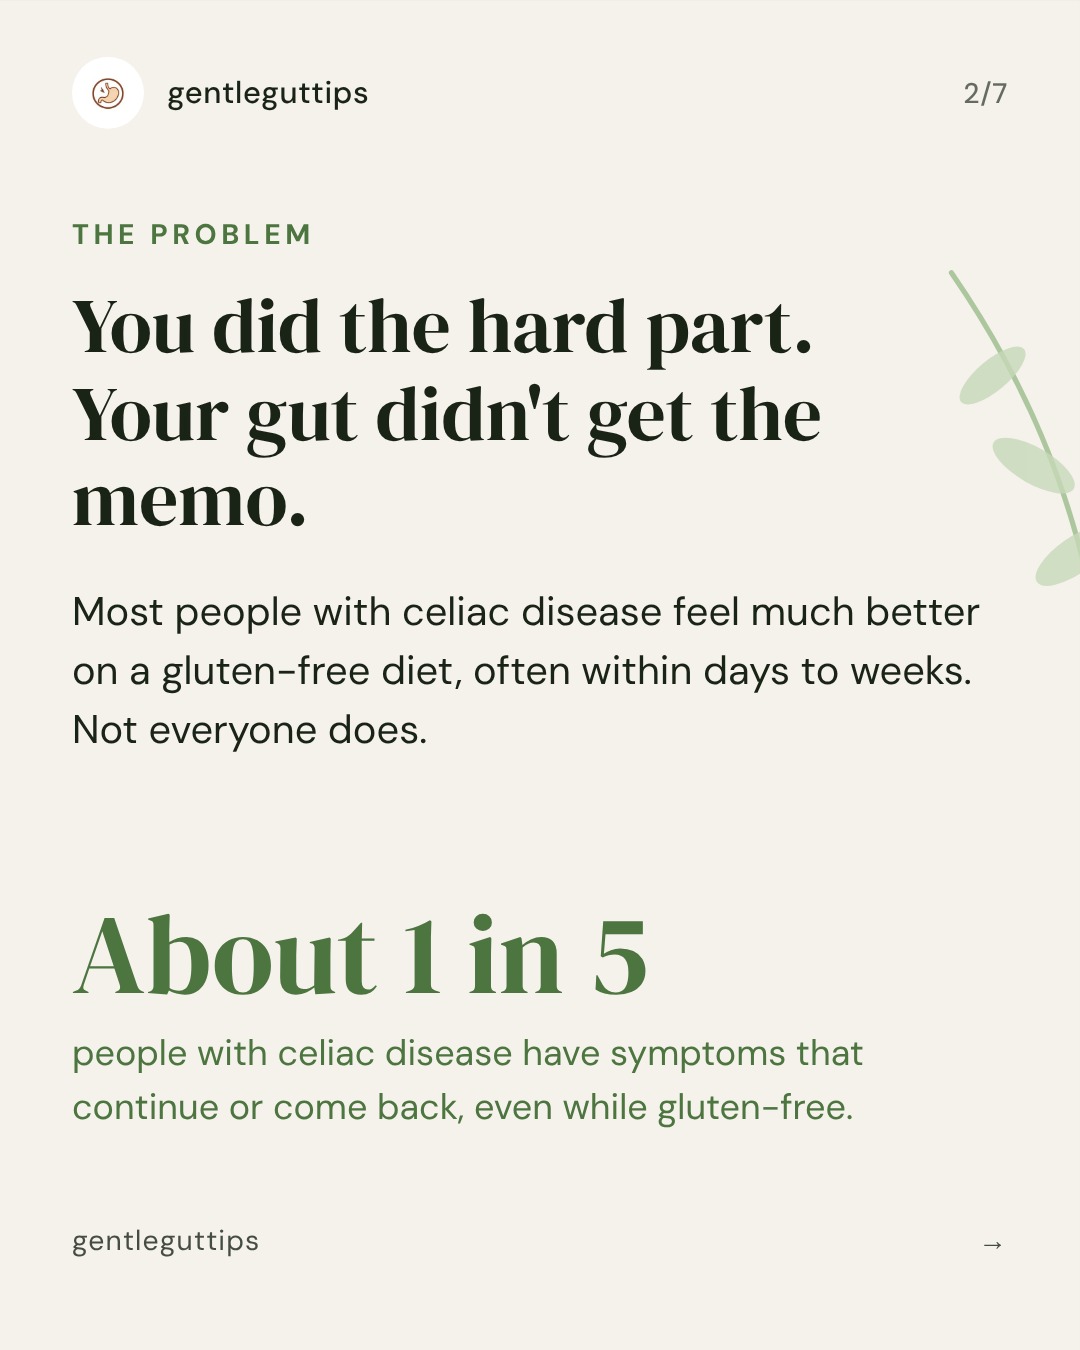 gentleguttips
2/7
THE PROBLEM
You did the hard part.
Your gut didn't get the
memo.
Most people with celiac disease feel much better
on a gluten-free diet, often within days to weeks.
Not everyone does.
About 1 in 5
people with celiac disease have symptoms that
continue or come back, even while gluten-free.
gentleguttips
→